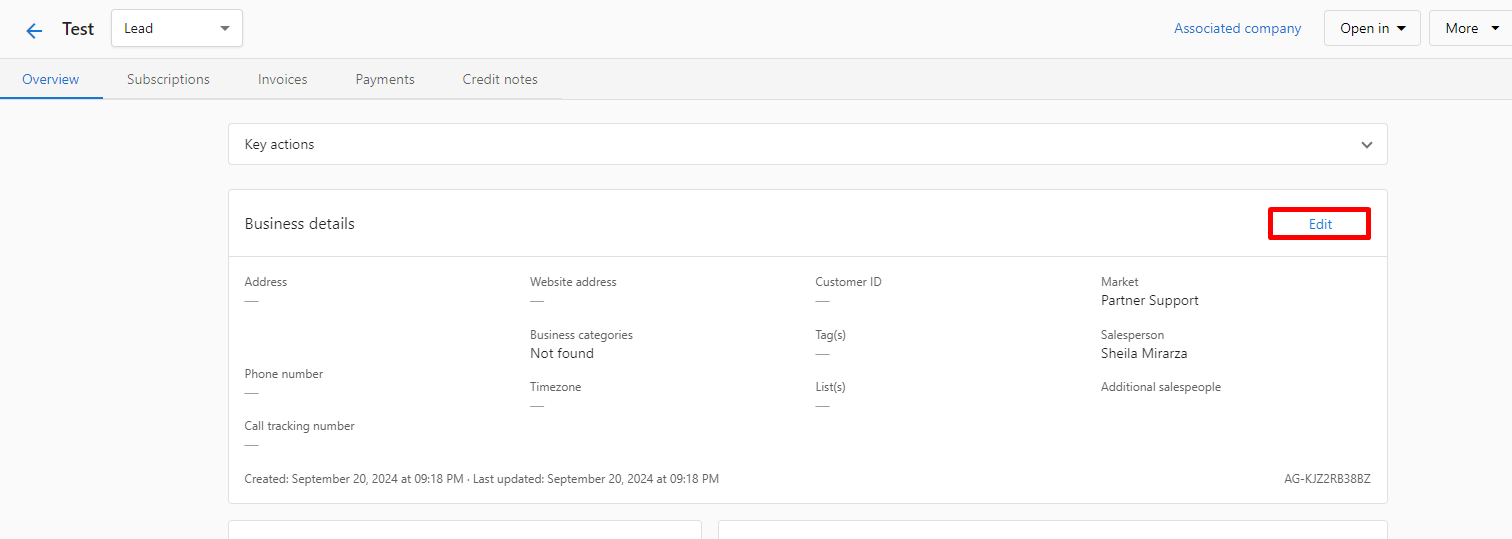 Test
Lead
Associated company
Open in
More
Overview
Subscriptions
Invoices
Payments
Credit notes
Key actions
Business details
Edit
Address
—
Website address
—
Customer ID
—
Market
Partner Support
Business categories
Not found
Tag(s)
—
Salesperson
Sheila Mirarza
Phone number
—
Timezone
—
List(s)
—
Additional salespeople
Call tracking number
—
Created: September 20, 2024 at 09:18 PM · Last updated: September 20, 2024 at 09:18 PM
AG-KJZ2RB38BZ